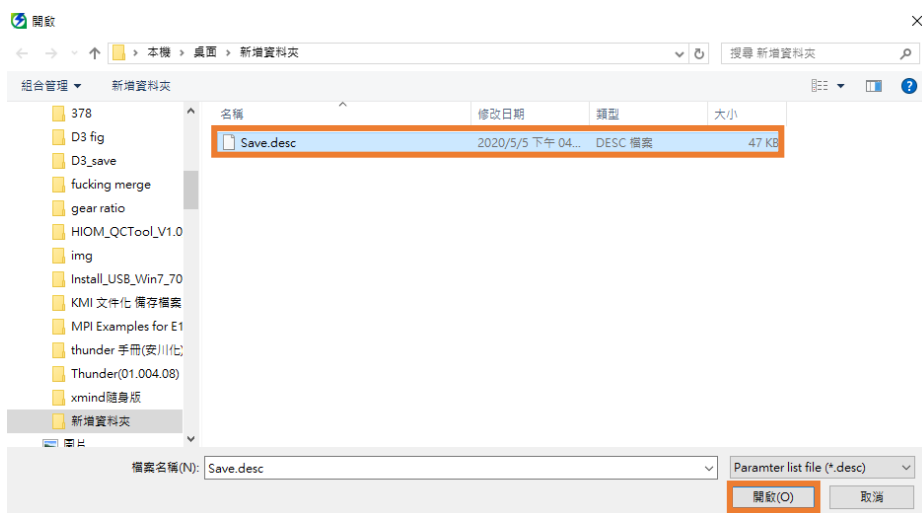 開啟
本機 › 桌面 › 新增資料夾
搜尋 新增資料夾
組合管理 新增資料夾
名稱 修改日期 類型 大小
Save.desc 2020/5/5 下午 04... DESC 檔案 47 KB
378
D3 fig
D3_save
fucking merge
gear ratio
HIOM_QCTool_V1.0
img
Install_USB_Win7_70
KMI 文件化 備存檔案
MPI Examples for E1
thunder 手冊(安川化)
Thunder(01.004.08)
xmind隨身版
新增資料夾
圖片
檔案名稱(N): Save.desc
Paramter list file (*.desc)
開啟(O) 取消